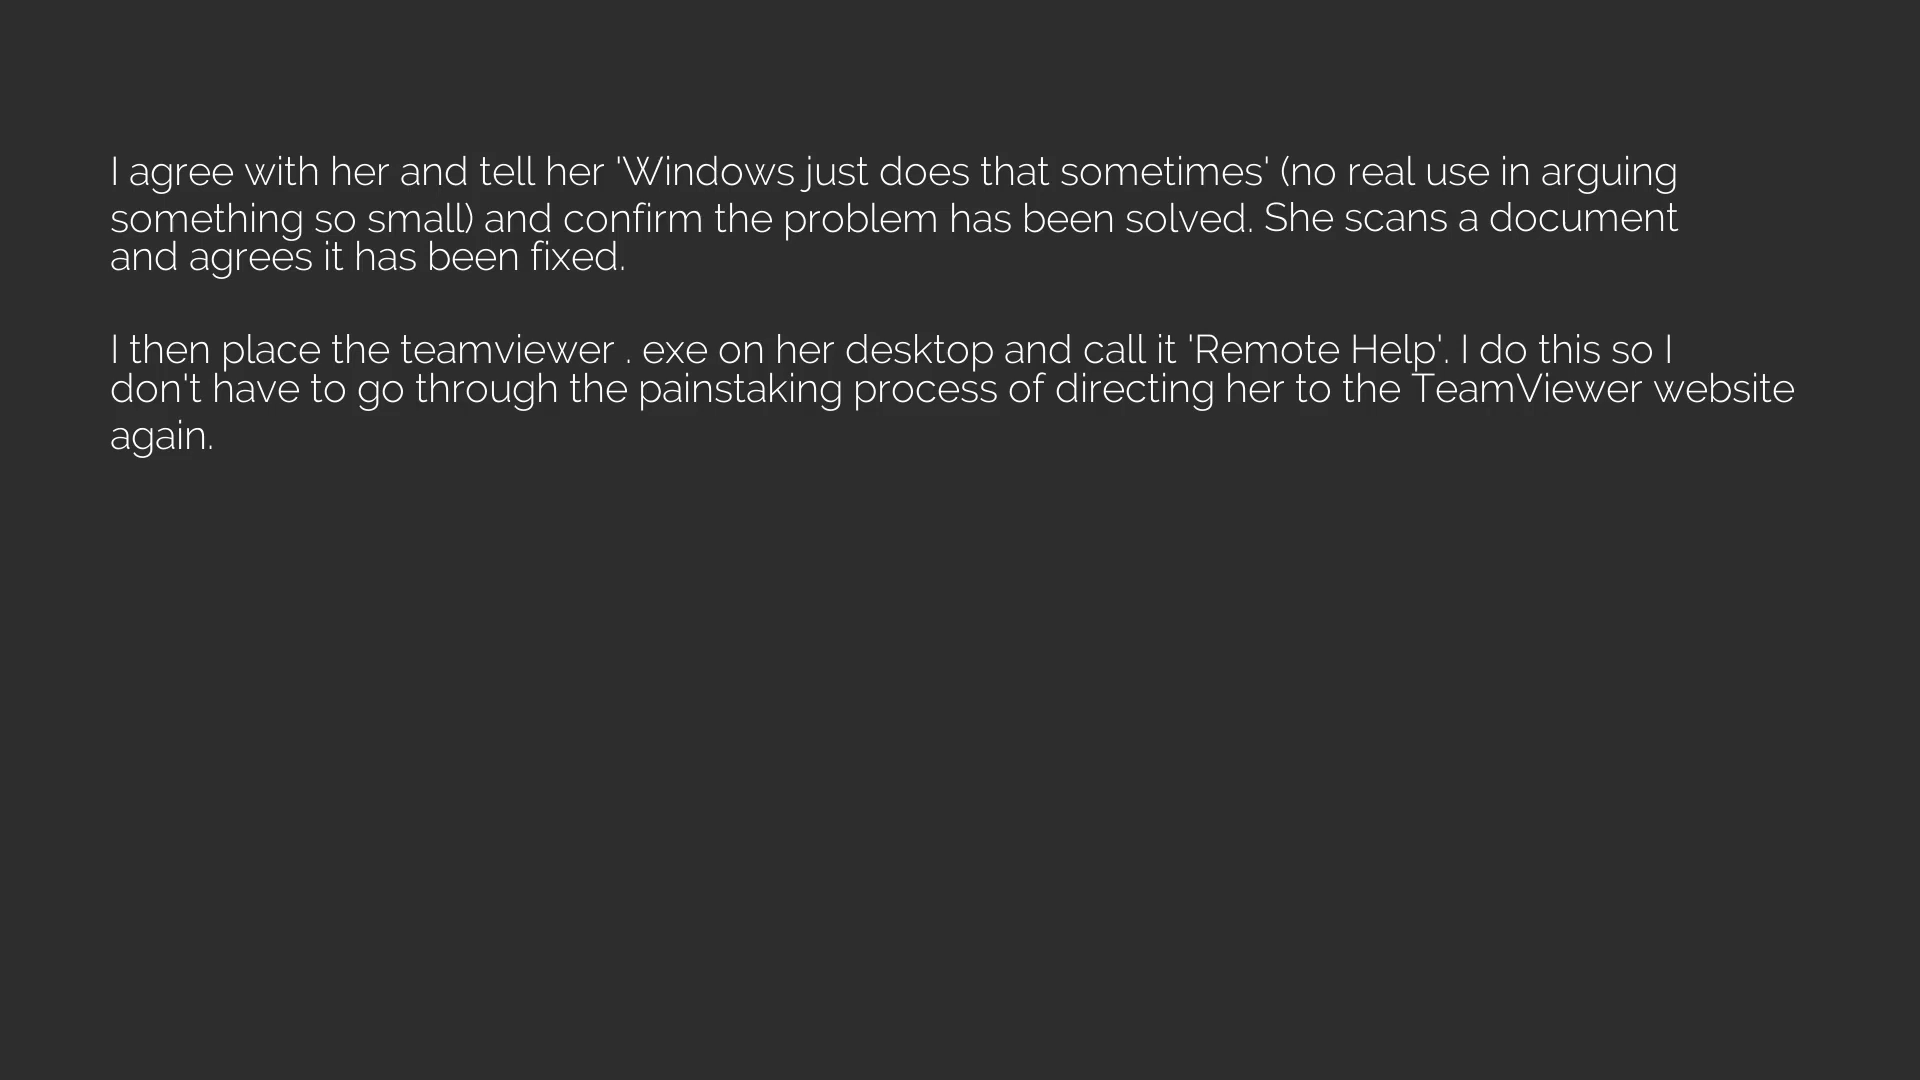 I agree with her and tell her 'Windows just does that sometimes' (no real use in arguing
something so small) and confirm the problem has been solved. She scans a document
and agrees it has been fixed.
I then place the teamviewer . exe on her desktop and call it 'Remote Help'. I do this so I
don't have to go through the painstaking process of directing her to the TeamViewer website
again.